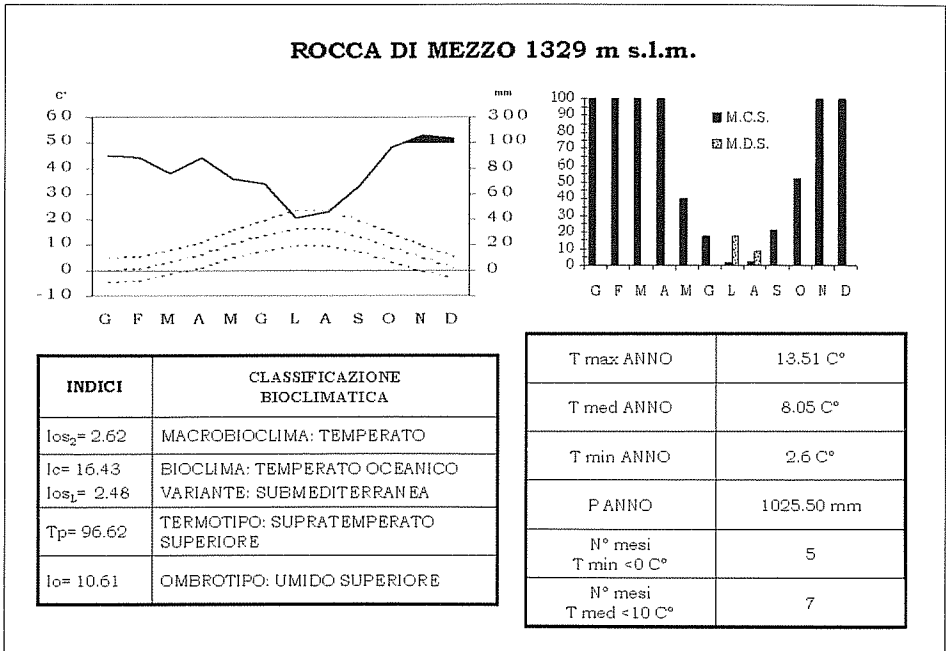 ROCCA DI MEZZO 1329 m s.l.m.
C°
mm
60
50
40
30
20
10
0
-10
300
100
80
60
40
20
0
G F M A M G L A S O N D
100
90
80
70
60
50
40
30
20
10
0
M.C.S.
M.D.S.
G F M A M G L A S O N D
INDICI
CLASSIFICAZIONE
BIOCLIMATICA
Ios2= 2.62
MACROBIOCLIMA: TEMPERATO
Ic= 16.43
BIOCLIMA: TEMPERATO OCEANICO
IosL= 2.48
VARIANTE: SUBMEDITERRANEA
Tp= 96.62
TERMOTIPO: SUPRATEMPERATO
SUPERIORE
Io= 10.61
OMBROTIPO: UMIDO SUPERIORE
T max ANNO
13.51 C°
T med ANNO
8.05 C°
T min ANNO
2.6 C°
P ANNO
1025.50 mm
N° mesi
T min <0 C°
5
N° mesi
T med <10 C°
7